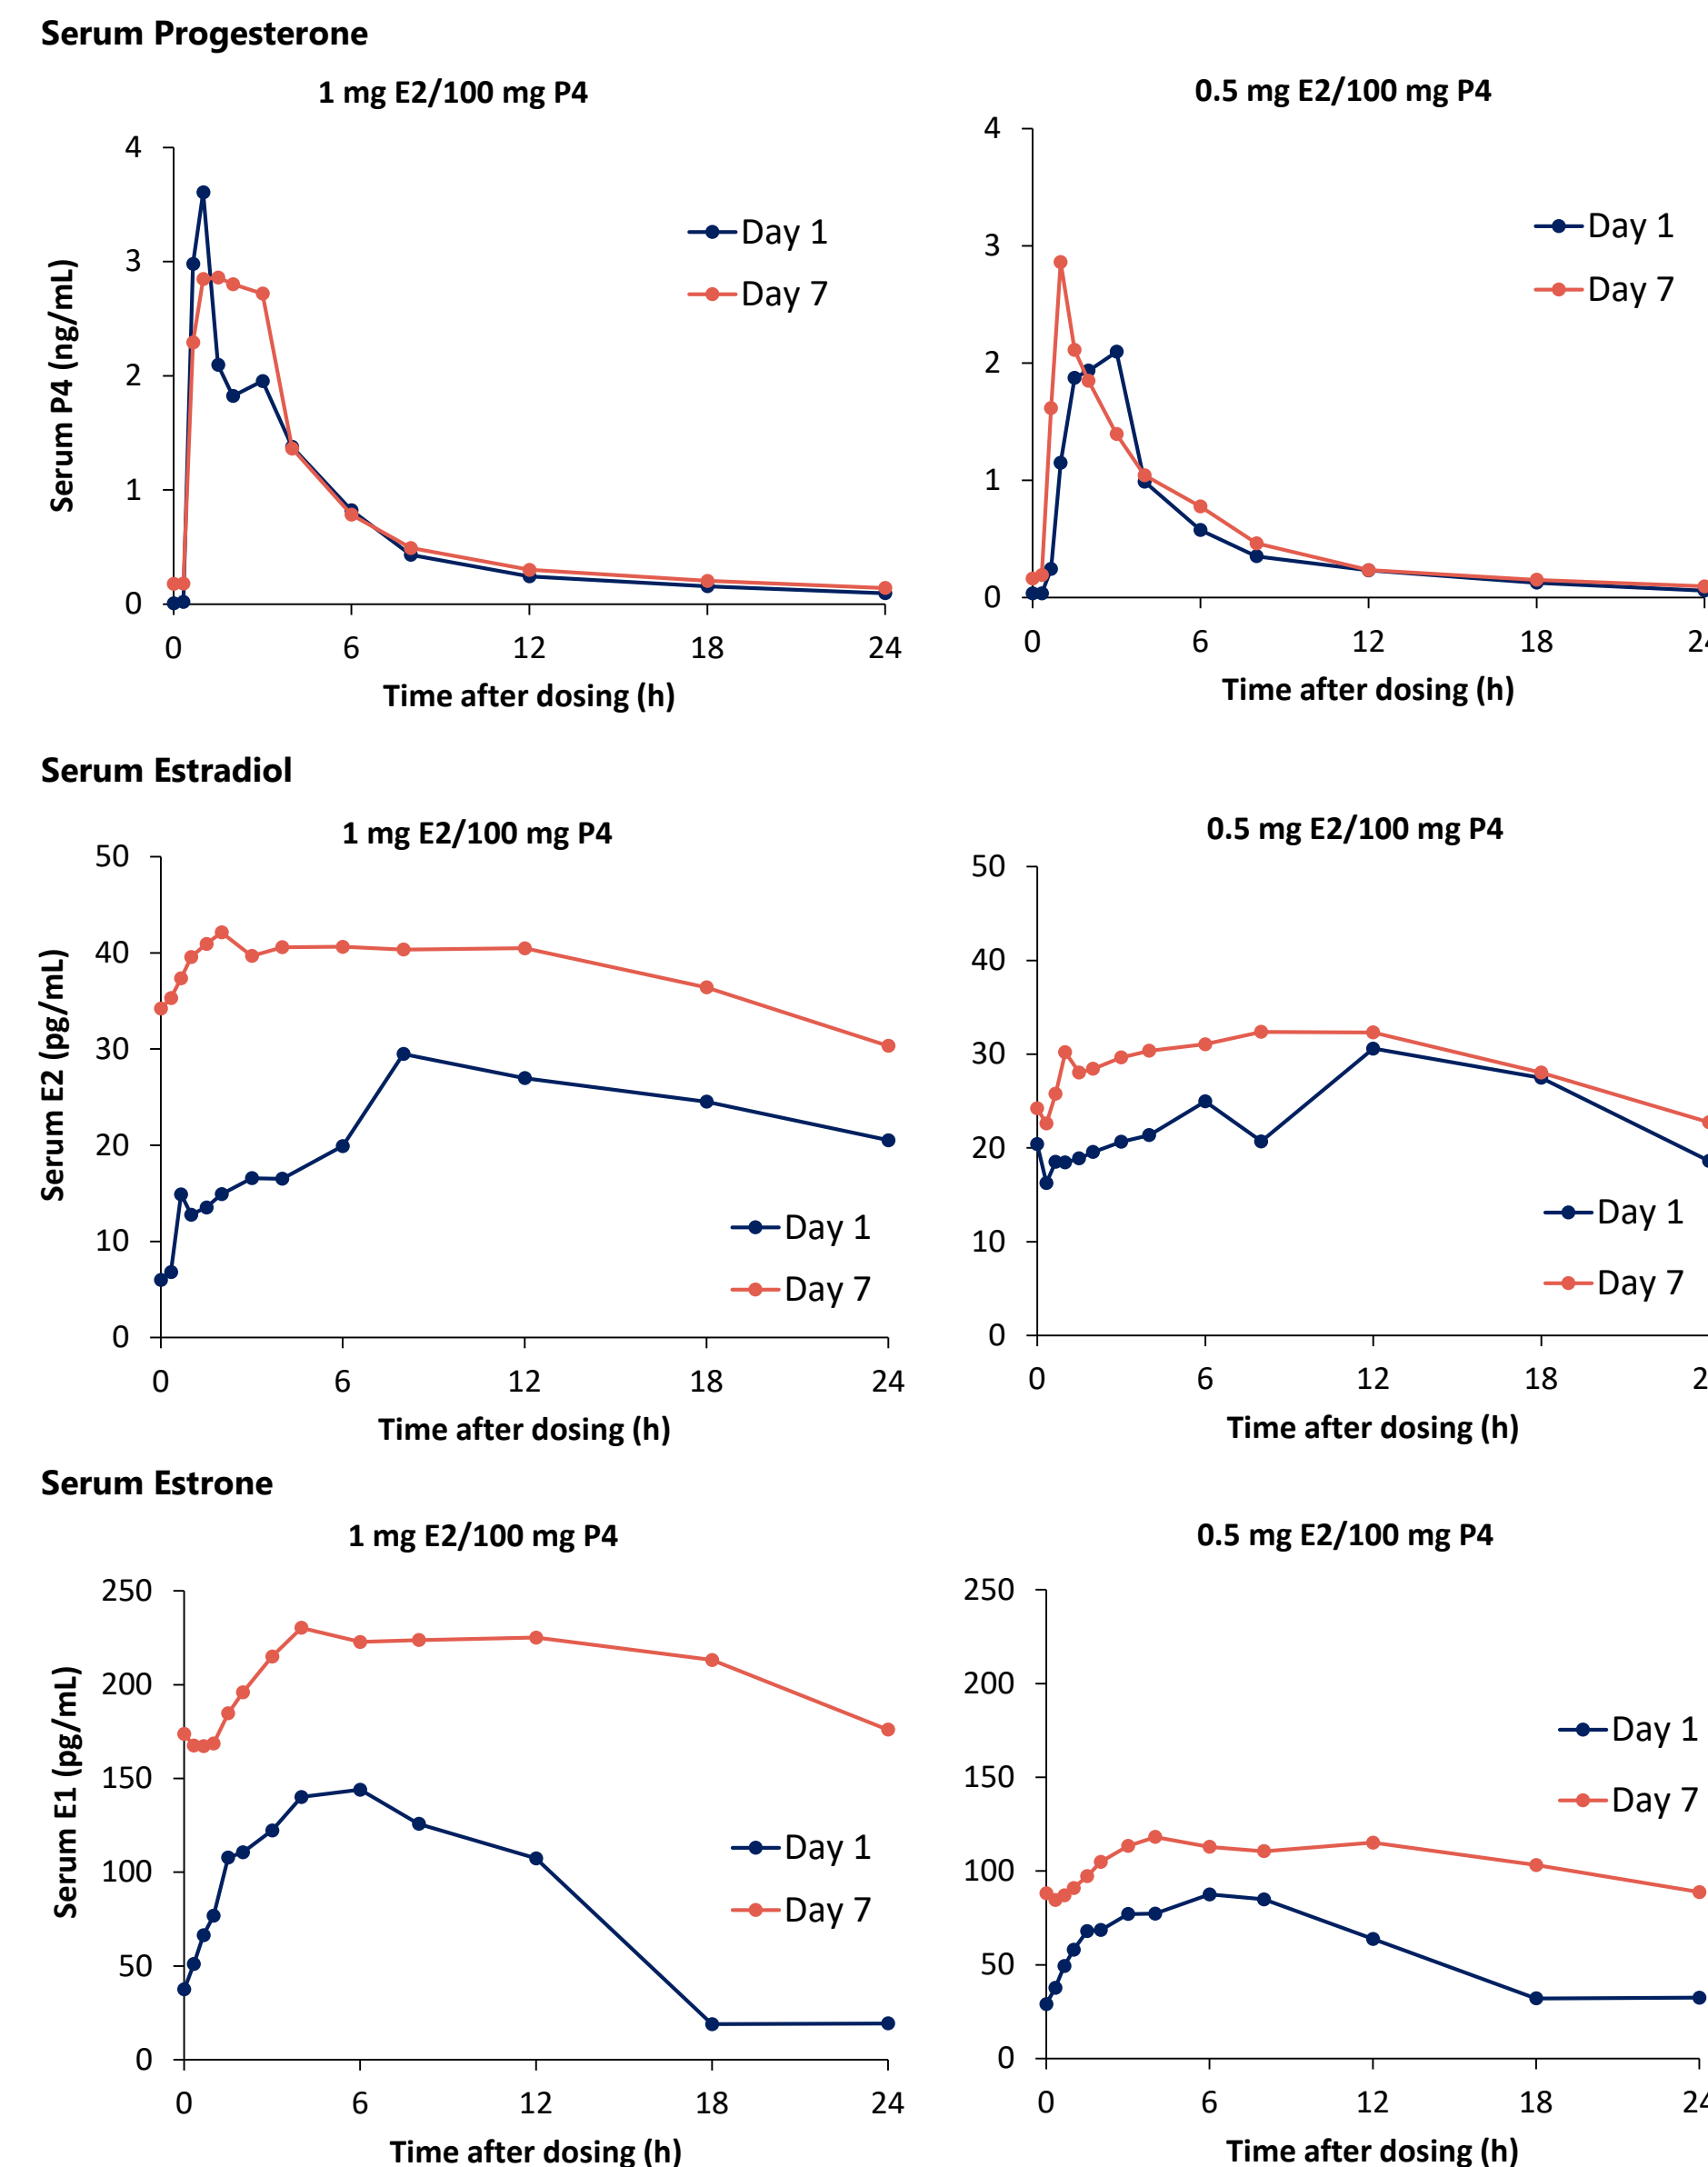 Serum Progesterone
1 mg E2/100 mg P4
Serum P4 (ng/mL)
4
3
2
1
0
Day 1
Day 7
0 6 12 18 24
Time after dosing (h)
0.5 mg E2/100 mg P4
4
3
2
1
0
Day 1
Day 7
0 6 12 18
Time after dosing (h)
Serum Estradiol
1 mg E2/100 mg P4
Serum E2 (pg/mL)
50
40
30
20
10
0
Day 1
Day 7
0 6 12 18 24
Time after dosing (h)
0.5 mg E2/100 mg P4
50
40
30
20
10
0
Day 1
Day 7
0 6 12 18 2
Time after dosing (h)
Serum Estrone
1 mg E2/100 mg P4
Serum E1 (pg/mL)
250
200
150
100
50
0
Day 1
Day 7
0 6 12 18 24
Time after dosing (h)
0.5 mg E2/100 mg P4
250
200
150
100
50
0
Day 1
Day 7
0 6 12 18 24
Time after dosing (h)